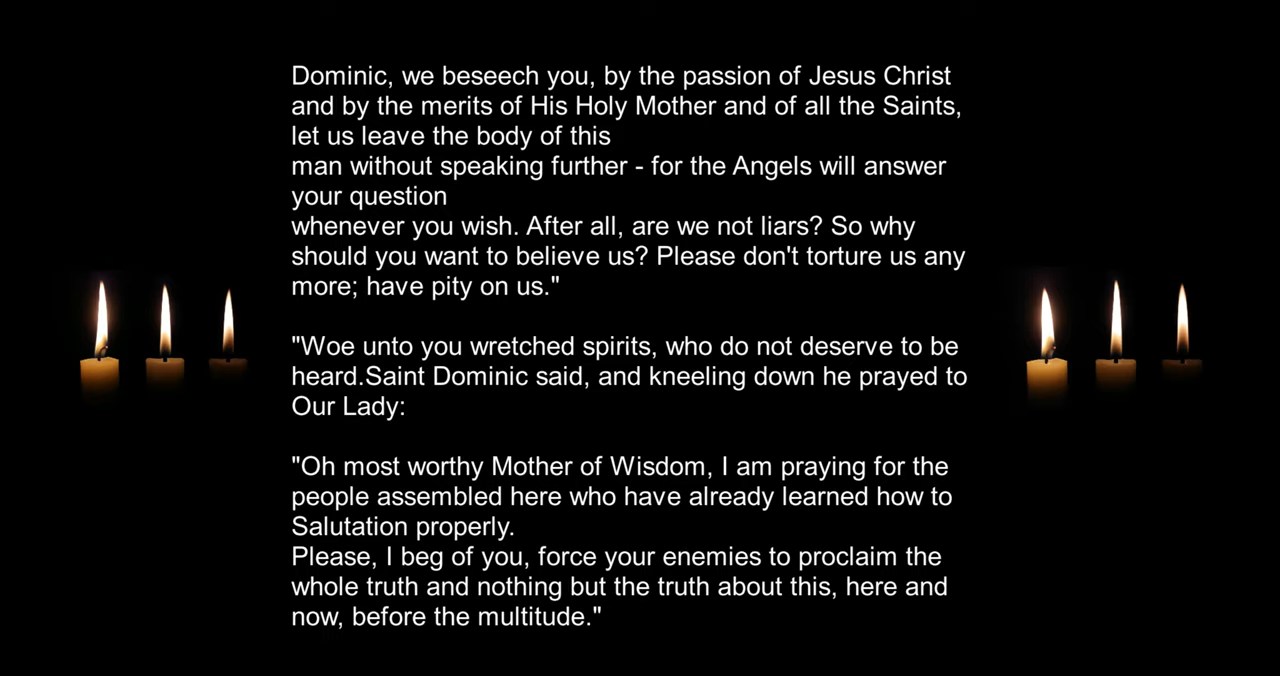 Dominic, we beseech you, by the passion of Jesus Christ
and by the merits of His Holy Mother and of all the Saints,
let us leave the body of this
man without speaking further - for the Angels will answer
your question
whenever you wish. After all, are we not liars? So why
should you want to believe us? Please don't torture us any
more; have pity on us."
"Woe unto you wretched spirits, who do not deserve to be
heard.Saint Dominic said, and kneeling down he prayed to
Our Lady:
"Oh most worthy Mother of Wisdom, I am praying for the
people assembled here who have already learned how to
Salutation properly.
Please, I beg of you, force your enemies to proclaim the
whole truth and nothing but the truth about this, here and
now, before the multitude."